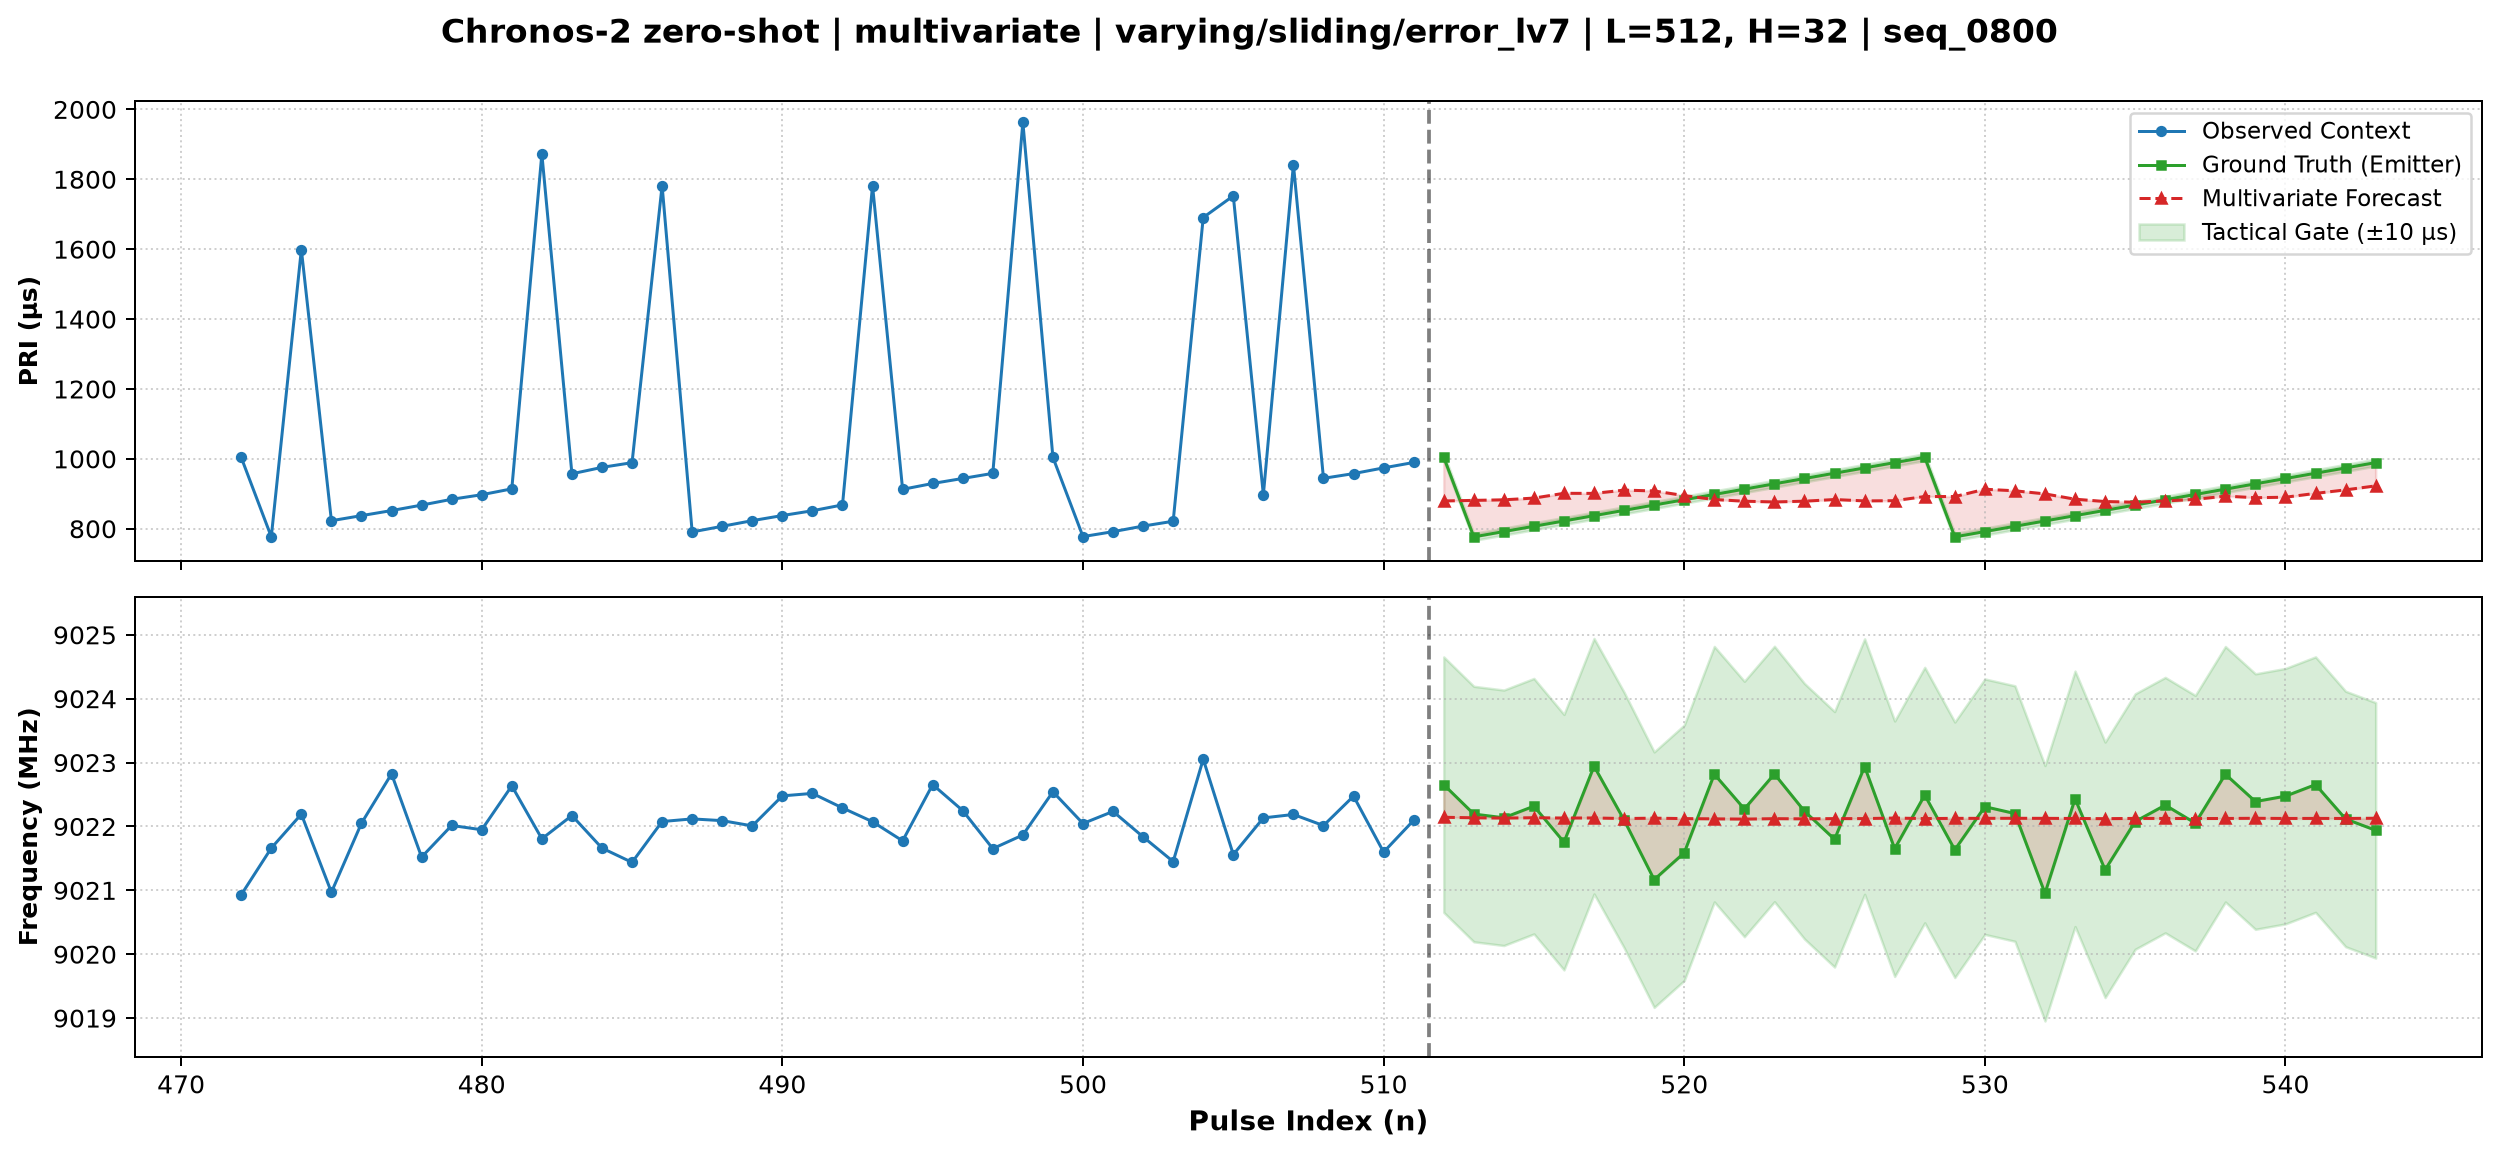 Chronos-2 zero-shot | multivariate | varying/sliding/error_lv7 | L=512, H=32 | seq_0800
2000
1800
1600
1400
1200
1000
800
PRI (µs)
Observed Context
Ground Truth (Emitter)
Multivariate Forecast
Tactical Gate (±10 µs)
9025
9024
9023
9022
9021
9020
9019
Frequency (MHz)
470 480 490 500 510 520 530 540
Pulse Index (n)